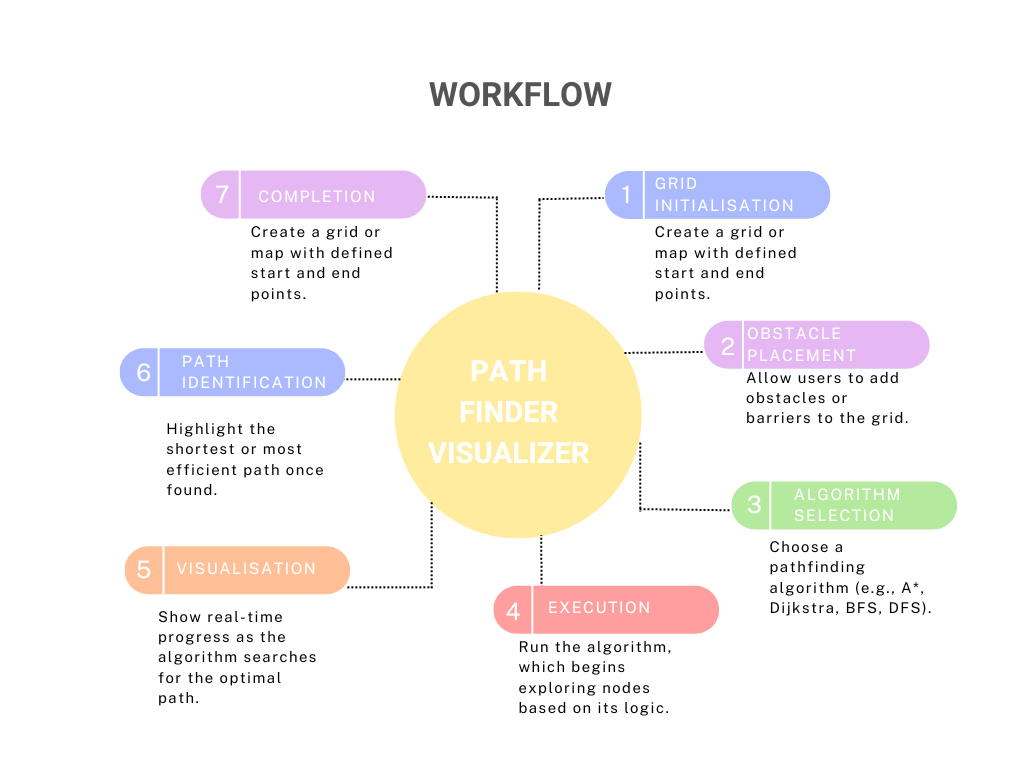 WORKFLOW
7
COMPLETION
Create a grid or
map with defined
start and end
points.
1
GRID
INITIALISATION
Create a grid or
map with defined
start and end
points.
2
OBSTACLE
PLACEMENT
Allow users to add
obstacles or
barriers to the grid.
6
PATH
IDENTIFICATION
Highlight the
shortest or most
efficient path once
found.
PATH
FINDER
VISUALIZER
3
ALGORITHM
SELECTION
Choose a
pathfinding
algorithm (e.g., A*,
Dijkstra, BFS, DFS).
5
VISUALISATION
Show real-time
progress as the
algorithm searches
for the optimal
path.
4
EXECUTION
Run the algorithm,
which begins
exploring nodes
based on its logic.